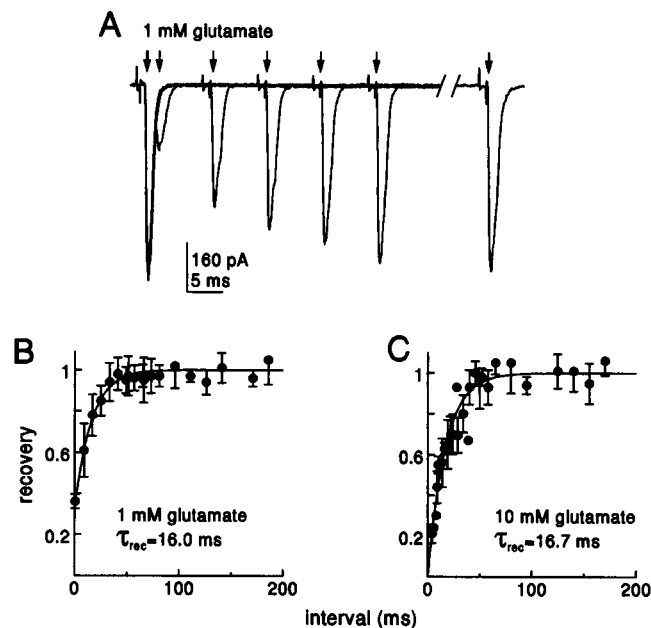 A
1 mM glutamate
160 pA
5 ms
B
1
0.6
0.2
recovery
1 mM glutamate
τrec=16.0 ms
0
100
200
C
1
0.6
0.2
10 mM glutamate
τrec=16.7 ms
0
100
200
interval (ms)